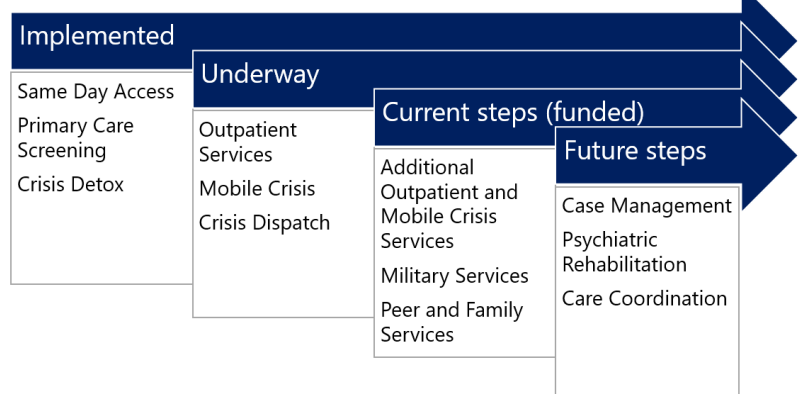 Implemented
Same Day Access
Primary Care
Screening
Crisis Detox
Underway
Outpatient
Services
Mobile Crisis
Crisis Dispatch
Current steps (funded)
Additional
Outpatient and
Mobile Crisis
Services
Military Services
Peer and Family
Services
Future steps
Case Management
Psychiatric
Rehabilitation
Care Coordination